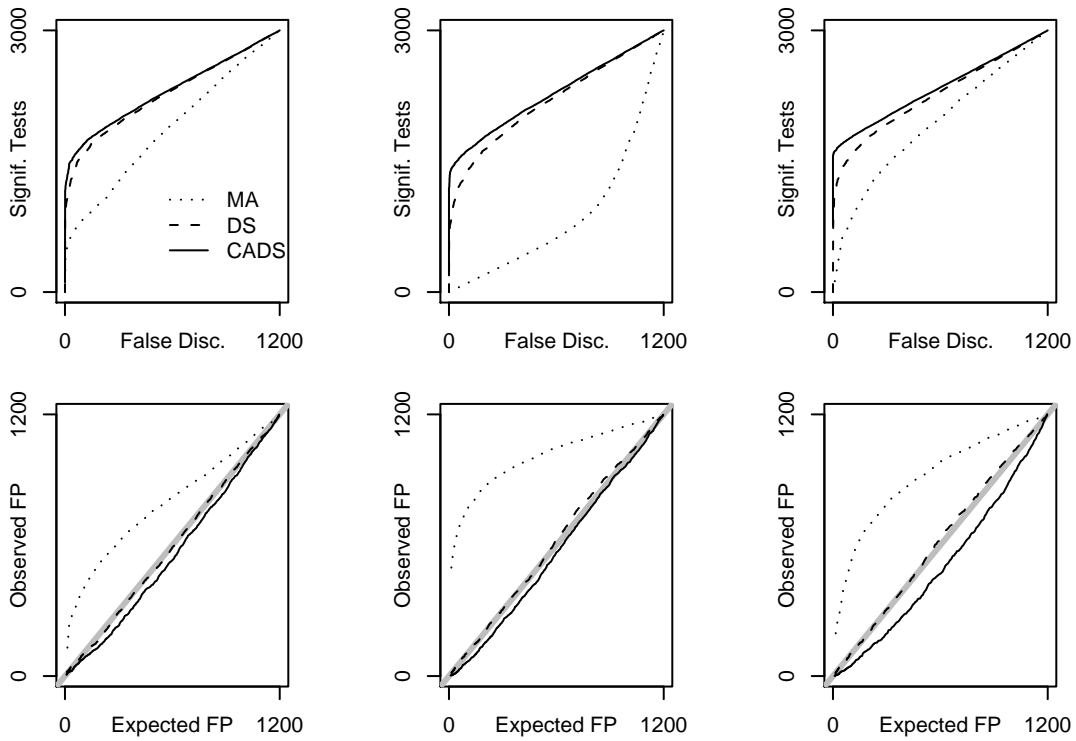 Signif. Tests
3000
0
MA
DS
CADS
0
False Disc.
1200
Signif. Tests
3000
0
0
False Disc.
1200
Signif. Tests
3000
0
0
False Disc.
1200
Observed FP
1200
0
0
Expected FP
1200
Observed FP
1200
0
0
Expected FP
1200
Observed FP
1200
0
0
Expected FP
1200